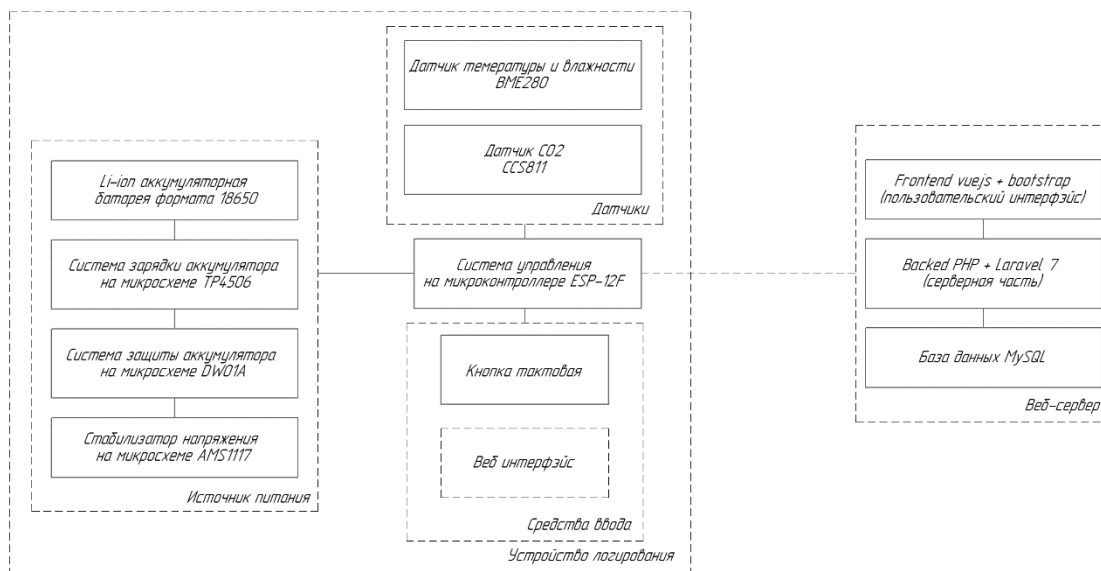 Датчик темературы и влажности
BME280
Датчик CO2
CCS811
Датчики
Li-ion аккумуляторная
батарея формата 18650
Система зарядки аккумулятора
на микросхеме TP4506
Система защиты аккумулятора
на микросхеме DW01A
Стабилизатор напряжения
на микросхеме AMS1117
Источник питания
Система управления
на микроконтроллере ESP-12F
Кнопка тактовая
Веб интерфэйс
Средства ввода
Устройство логирования
Frontend vuejs + bootstrap
(пользовательский интерфэйс)
Backed PHP + Laravel 7
(серверная часть)
База данных MySQL
Веб-сервер